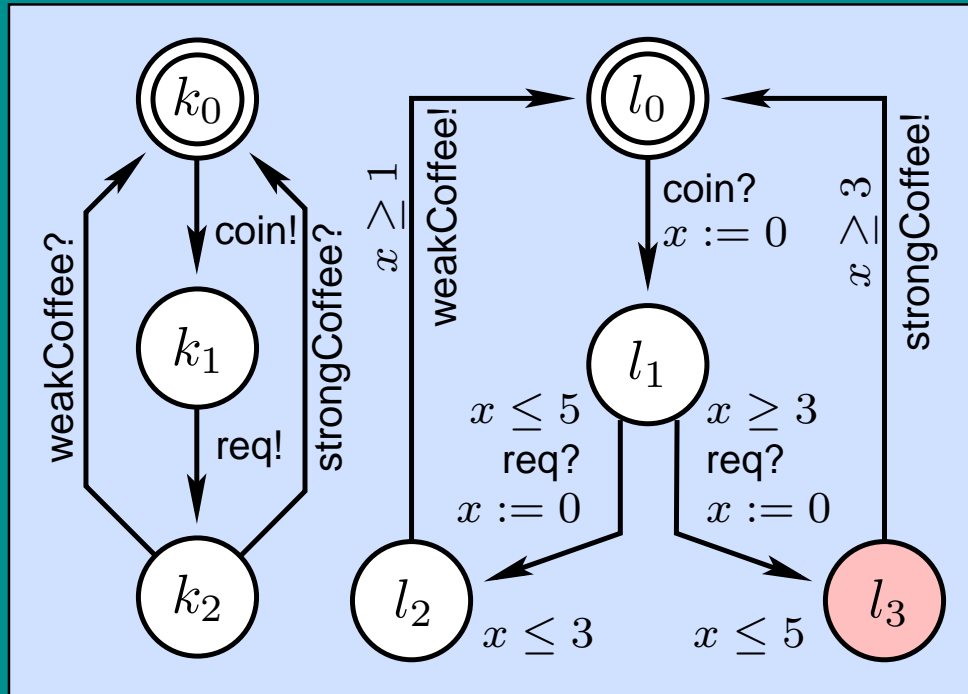 k₀
coin!
k₁
req!
k₂
weakCoffee?
strongCoffee?
l₀
coin?
x := 0
l₁
x ≤ 5
req?
x := 0
x ≥ 3
req?
x := 0
x ≥ 1
weakCoffee!
x ≥ 3
strongCoffee!
l₂
x ≤ 3
x ≤ 5
l₃